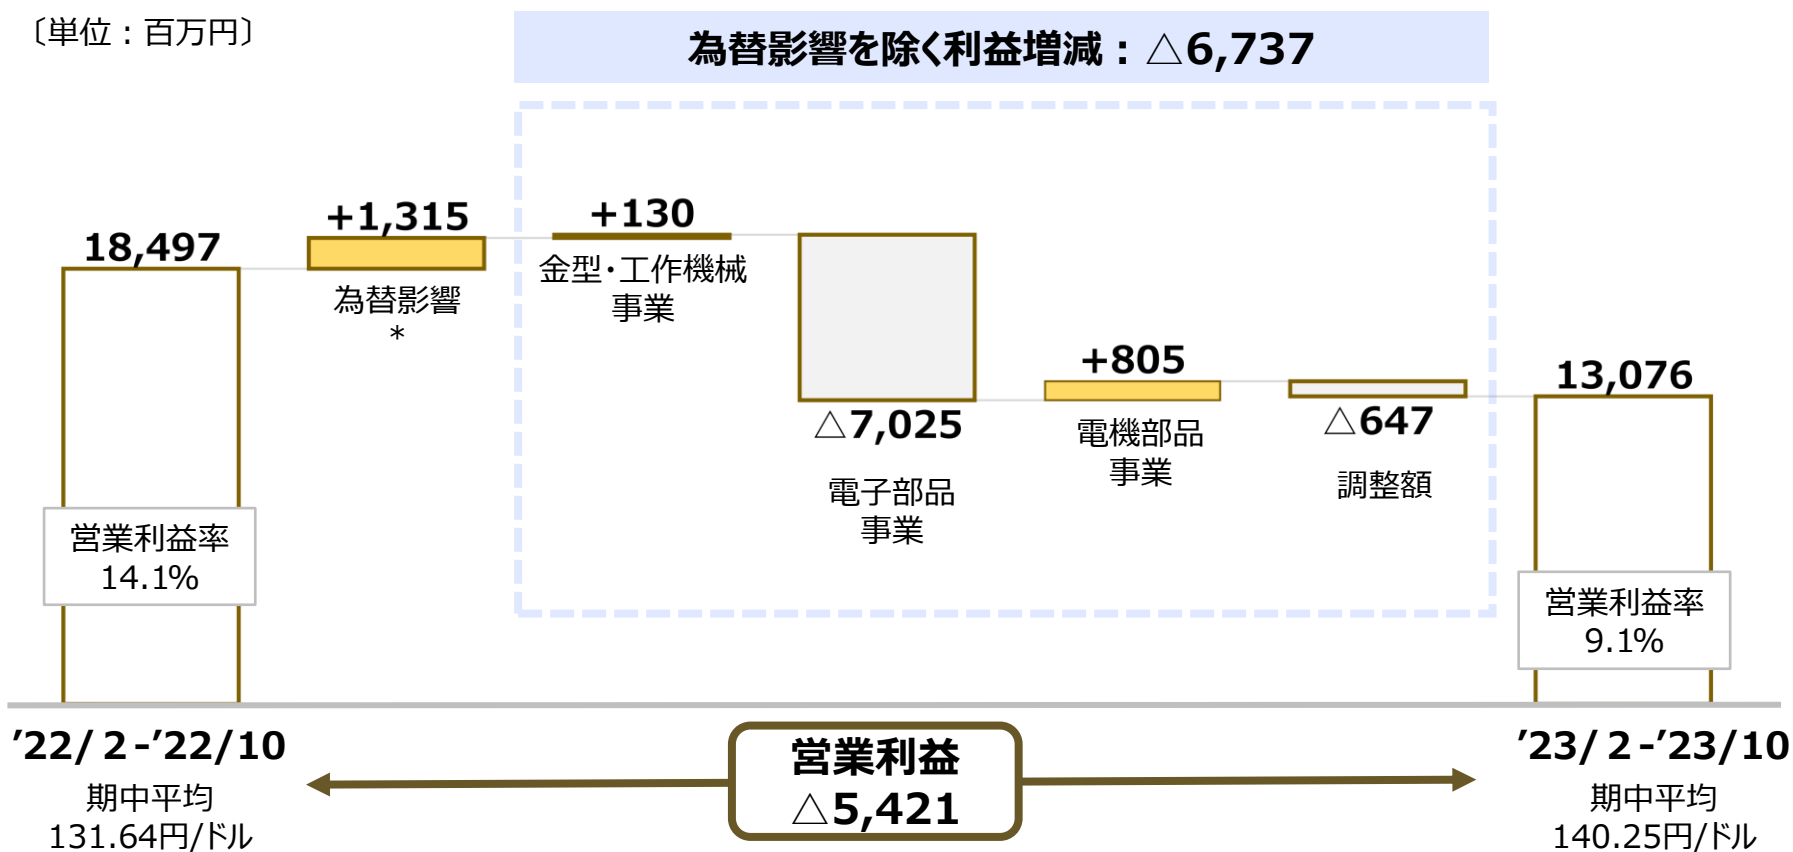 〔単位：百万円〕
為替影響を除く利益増減：△6,737
18,497
+1,315
為替影響
*
+130
金型・工作機械
事業
△7,025
電子部品
事業
+805
電機部品
事業
△647
調整額
13,076
営業利益率
14.1%
営業利益率
9.1%
’22/２-’22/10
期中平均
131.64円/ドル
営業利益
△5,421
’23/２-’23/10
期中平均
140.25円/ドル